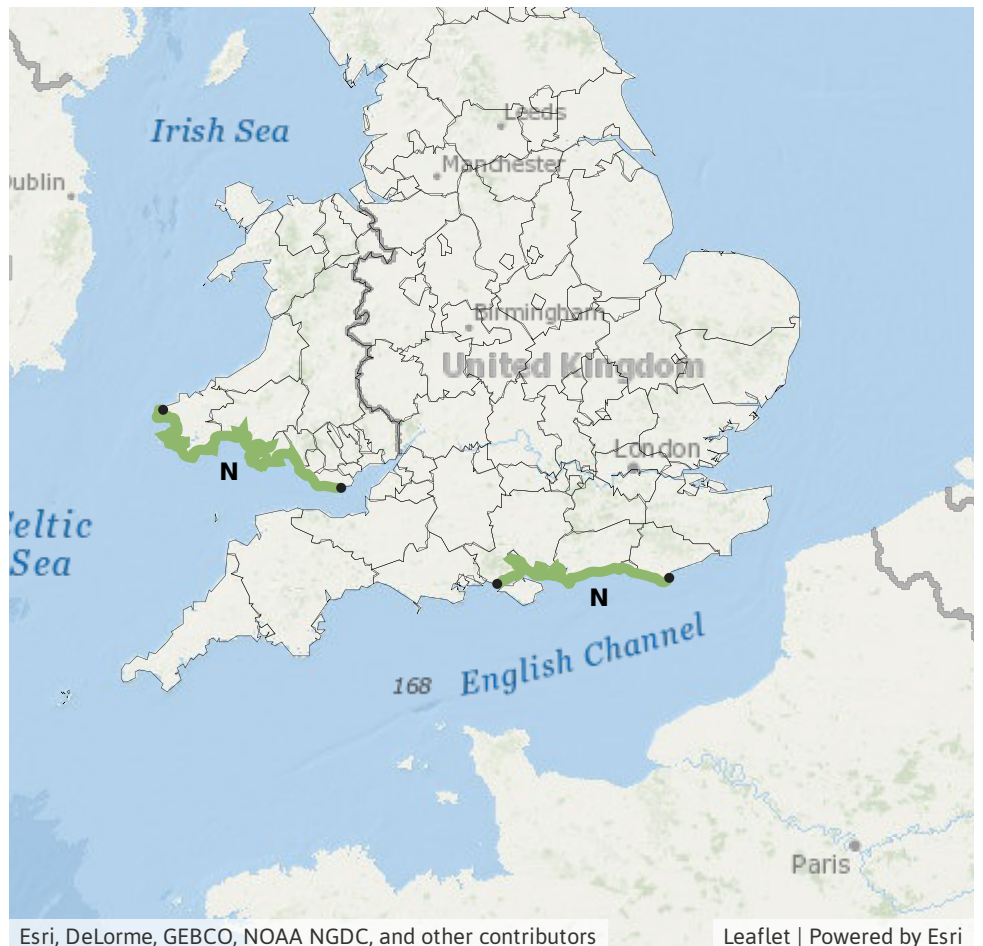 Leeds
Irish Sea
Manchester
ublin
Birmingham
United Kingdom
London
N
eltic
Sea
N
English Channel
168
Paris
Esri, DeLorme, GEBCO, NOAA NGDC, and other contributors
Leaflet | Powered by Esri